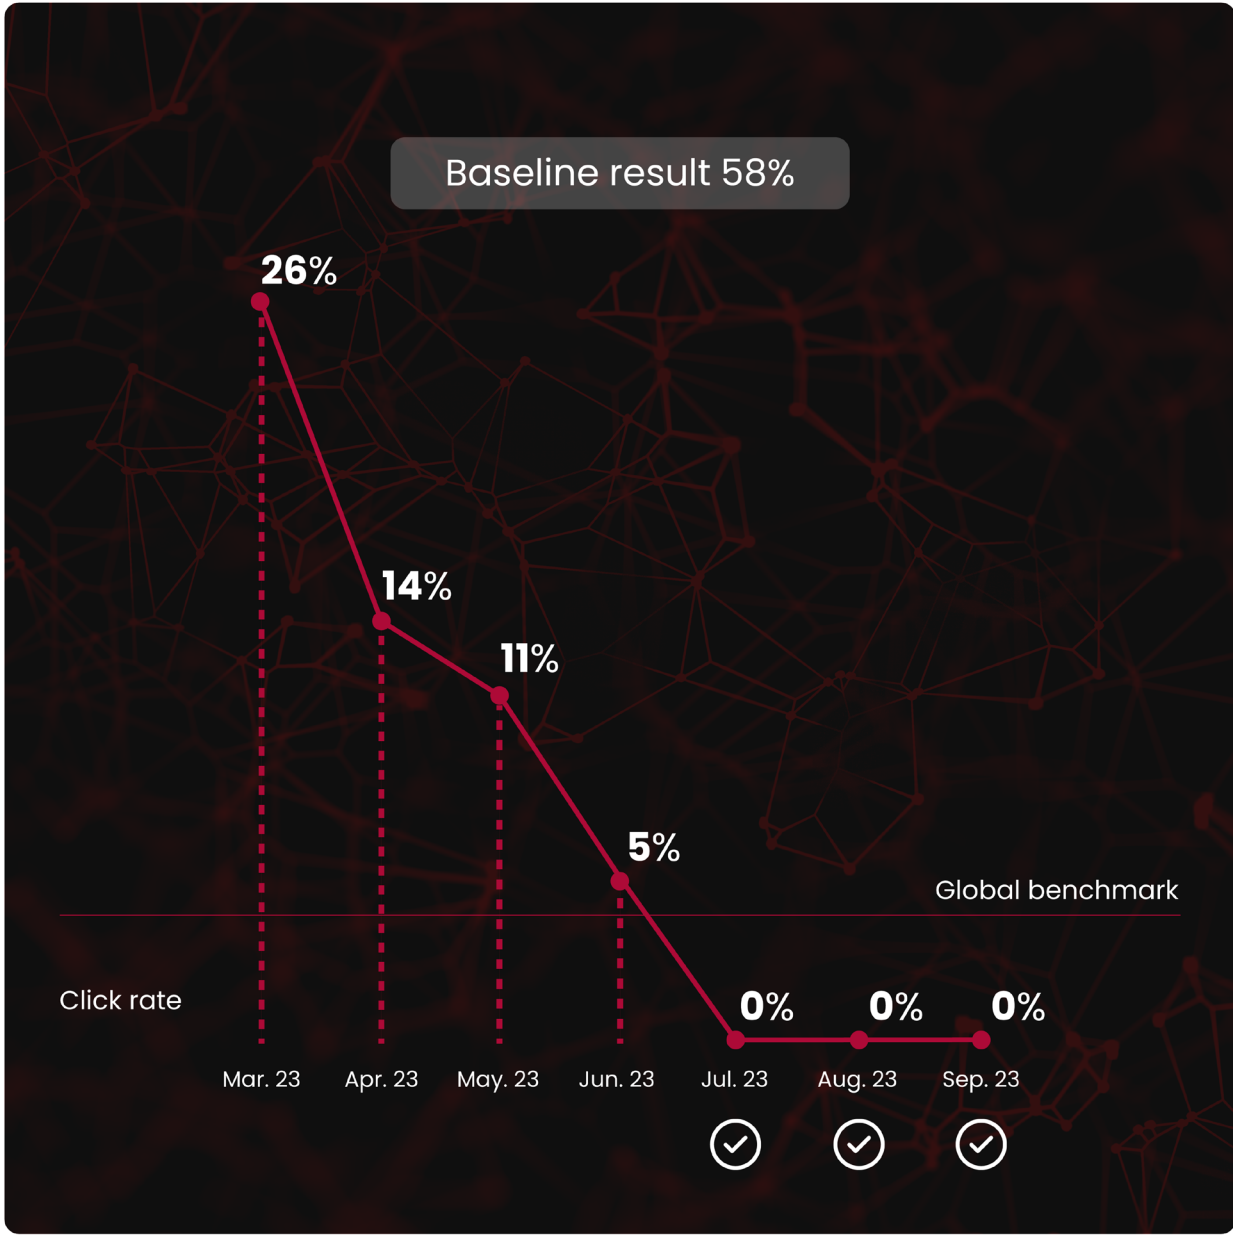 Baseline result 58%
26%
14%
11%
5%
Global benchmark
Click rate
0% 0% 0%
Mar. 23 Apr. 23 May. 23 Jun. 23 Jul. 23 Aug. 23 Sep. 23